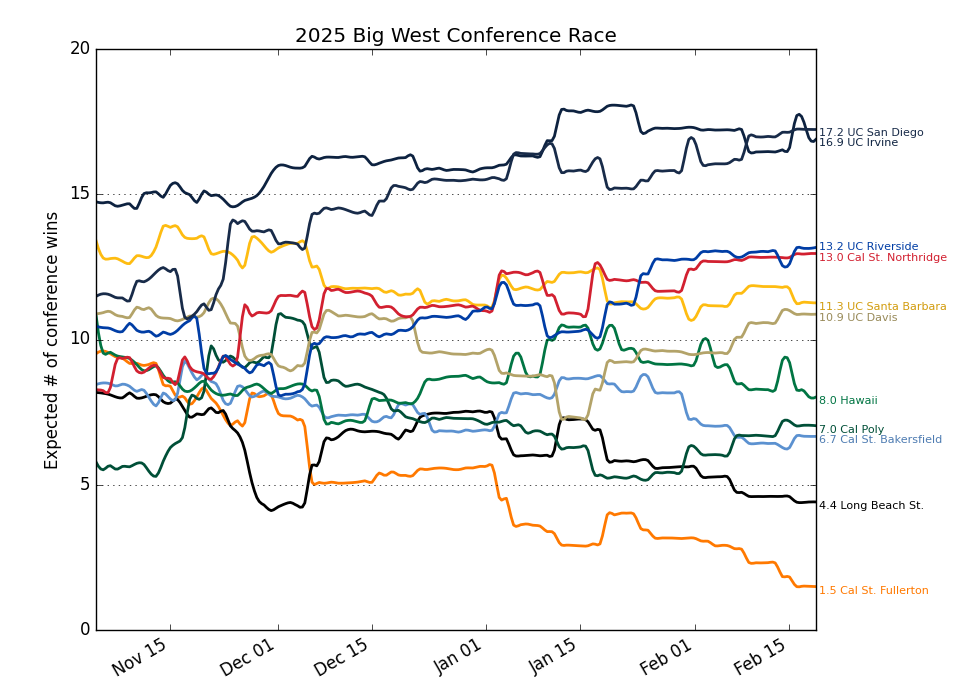 2025 Big West Conference Race
Expected # of conference wins
20
15
10
5
0
Nov 15
Dec 01
Dec 15
Jan 01
Jan 15
Feb 01
Feb 15
17.2 UC San Diego
16.9 UC Irvine
13.2 UC Riverside
13.0 Cal St. Northridge
11.3 UC Santa Barbara
10.9 UC Davis
8.0 Hawaii
7.0 Cal Poly
6.7 Cal St. Bakersfield
4.4 Long Beach St.
1.5 Cal St. Fullerton